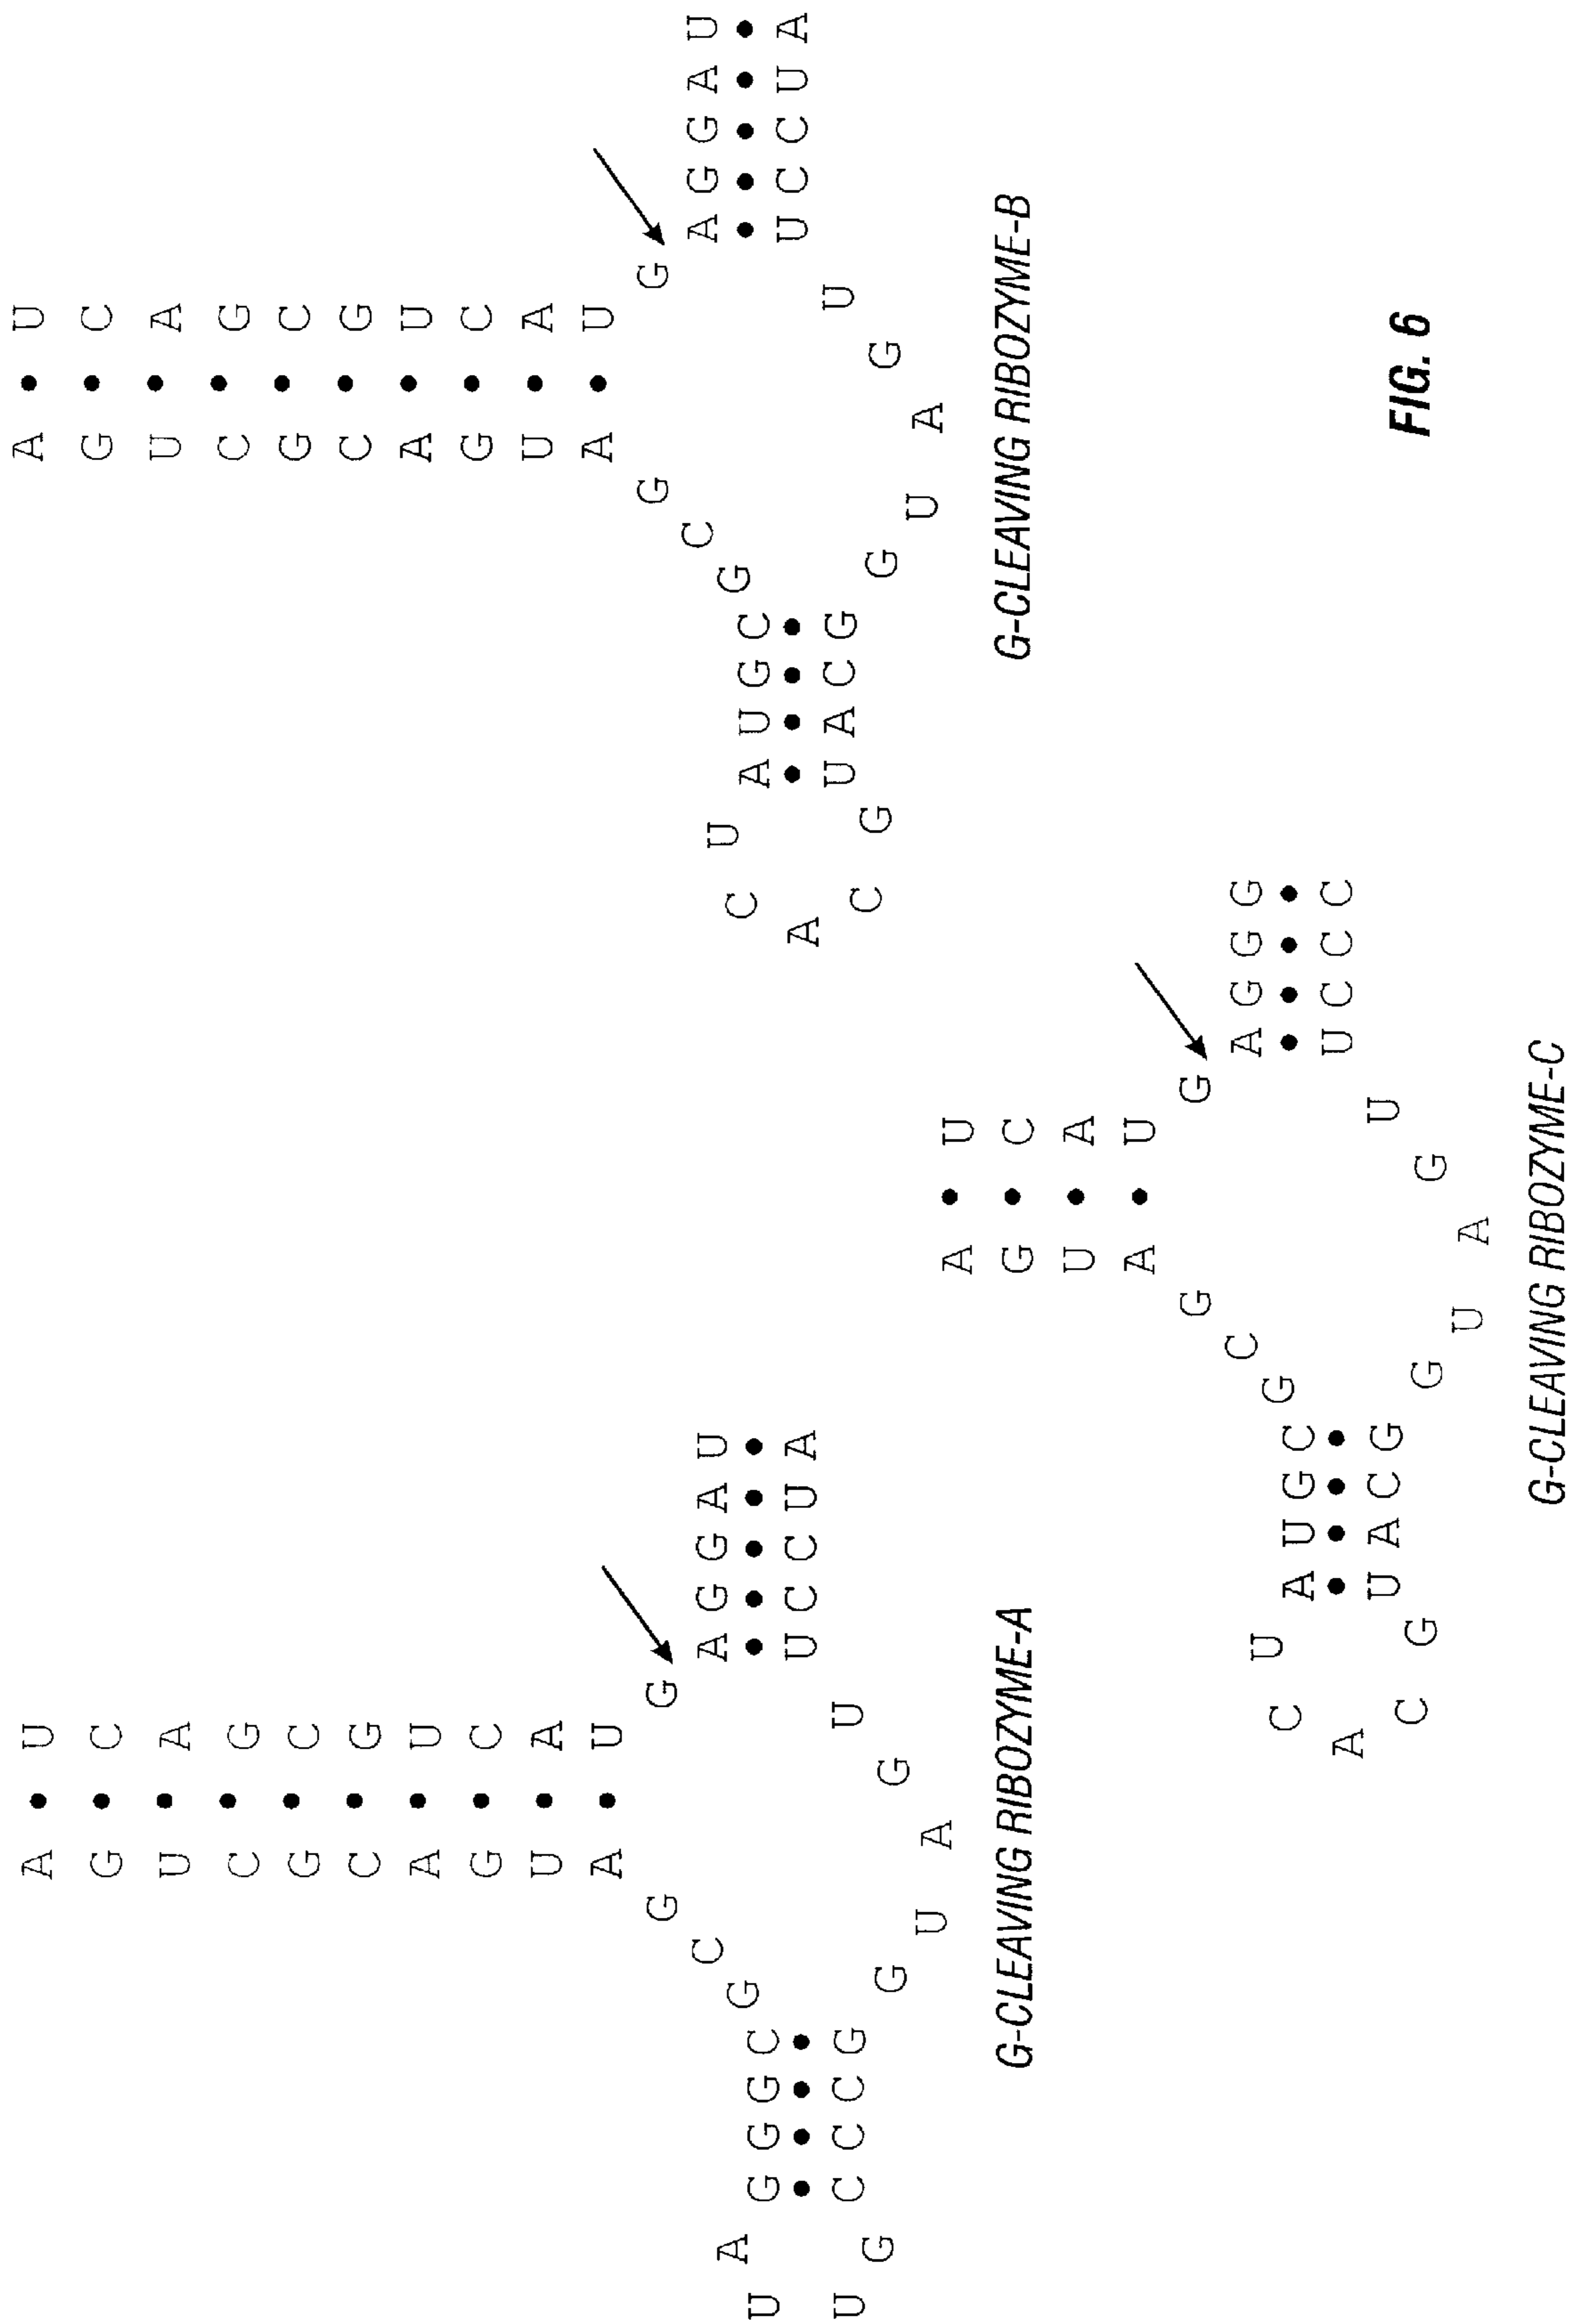 A • U
G • C
U • A
C • G
G • C
C • G
A • U
G • C
U • A
A • U
G G
C A G G A U
A G
U G G G C U C C U A
U C C C G U
G G G
U A
G-CLEAVING RIBOZYME-A
A • U
G • C
U • A
C • G
G • C
C • G
A • U
G • C
U • A
A • U
G G
C A G G A U
U G
C A U G C U C C U A
A
U A C G U
C G G G
U A
G-CLEAVING RIBOZYME-B
A • U
G • C
U • A
A • U
G G
C A G G G
U G
C A U G C U C C C
A
U A C G U
C G G G
U A
G-CLEAVING RIBOZYME-C
FIG. 6